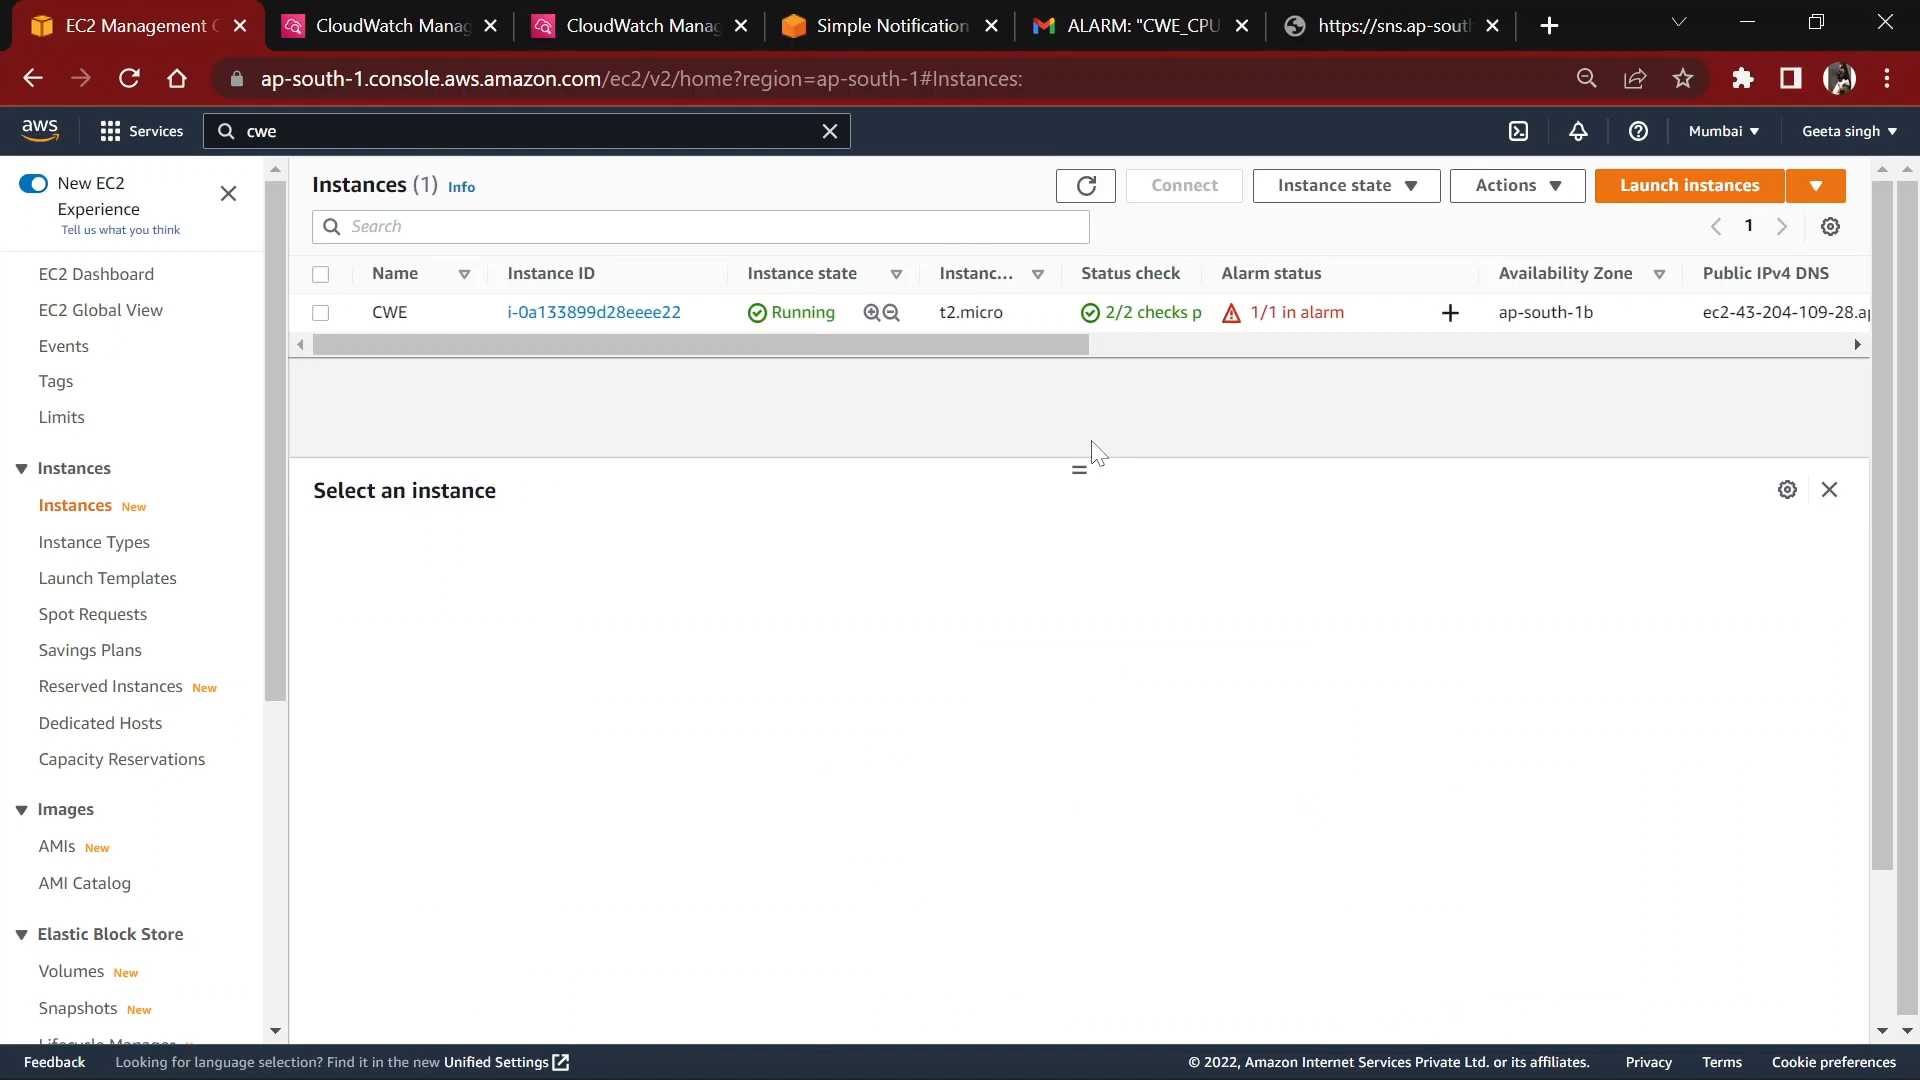 EC2 Management C
CloudWatch Manag
CloudWatch Manag
Simple Notification
ALARM: "CWE_CPU
https://sns.ap-sout
ap-south-1.console.aws.amazon.com/ec2/v2/home?region=ap-south-1#Instances:
aws
Services
cwe
Mumbai
Geeta singh
New EC2
Experience
Tell us what you think
EC2 Dashboard
EC2 Global View
Events
Tags
Limits
Instances
Instances New
Instance Types
Launch Templates
Spot Requests
Savings Plans
Reserved Instances New
Dedicated Hosts
Capacity Reservations
Images
AMIs New
AMI Catalog
Elastic Block Store
Volumes New
Snapshots New
Lifecycle Manager
Instances (1) Info
Connect
Instance state
Actions
Launch instances
Search
1
Name Instance ID Instance state Instanc... Status check Alarm status Availability Zone Public IPv4 DNS
CWE i-0a133899d28eeee22 Running t2.micro 2/2 checks p 1/1 in alarm ap-south-1b ec2-43-204-109-28.a
Select an instance
Feedback Looking for language selection? Find it in the new Unified Settings © 2022, Amazon Internet Services Private Ltd. or its affiliates. Privacy Terms Cookie preferences